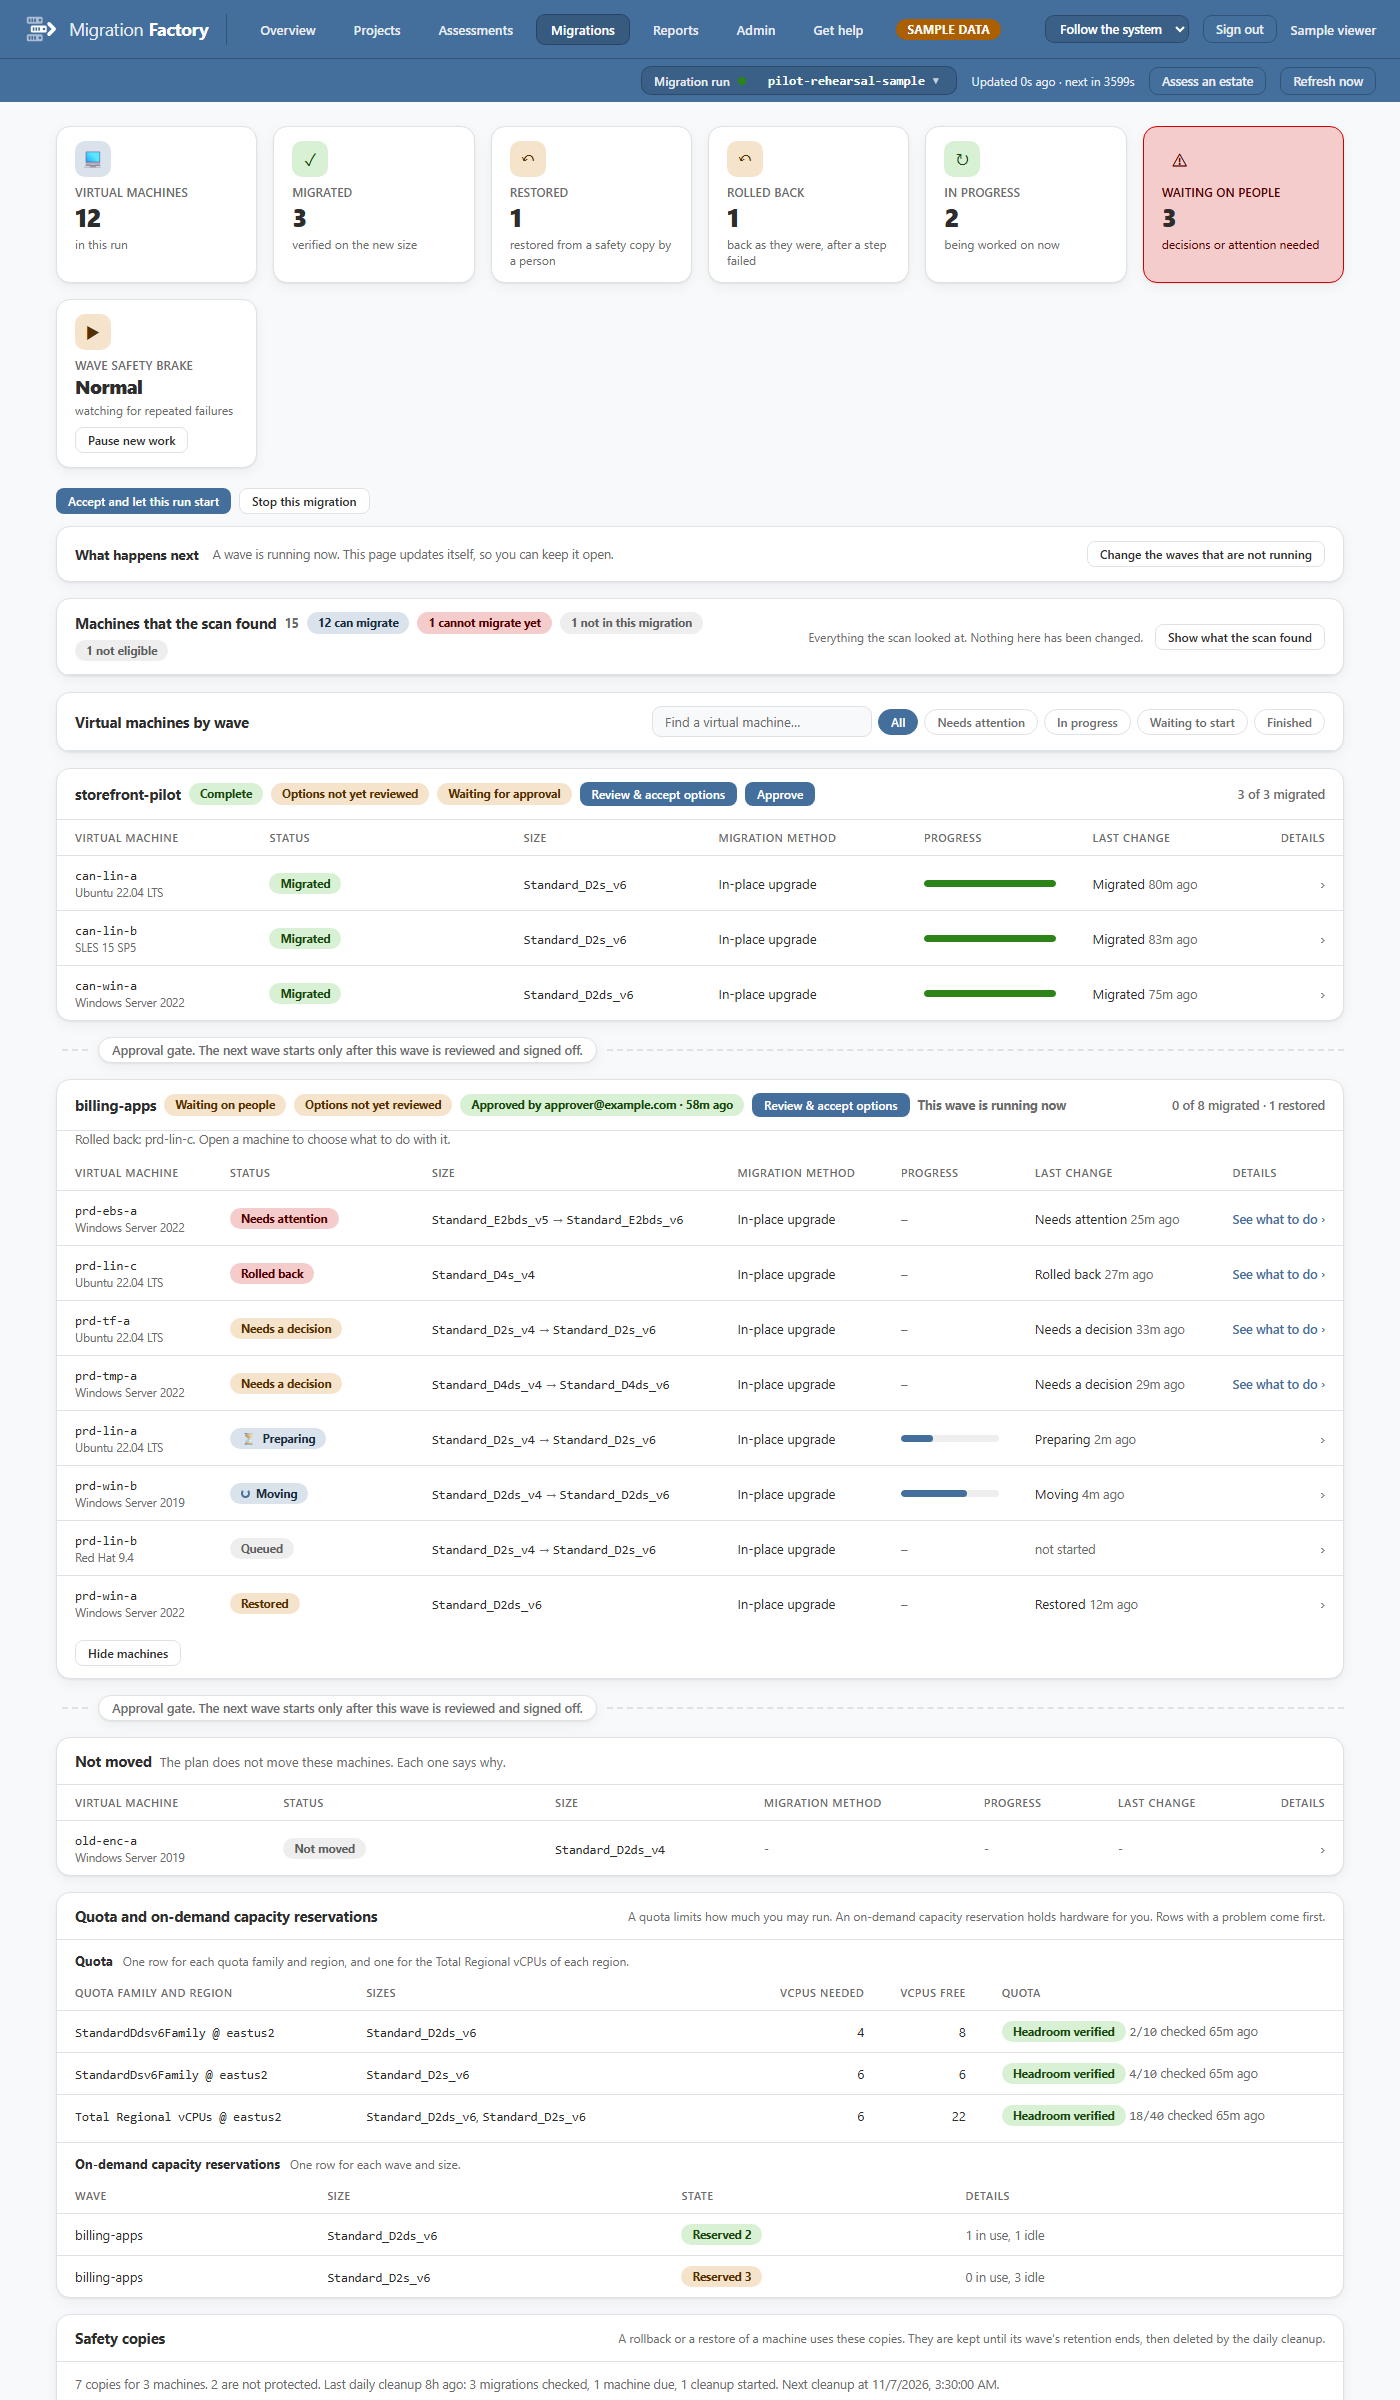 Migration Factory
Overview
Projects
Assessments
Migrations
Reports
Admin
Get help
SAMPLE DATA
Follow the system
Sign out
Sample viewer
Migration run
pilot-rehearsal-sample
Updated 0s ago · next in 3599s
Assess an estate
Refresh now
VIRTUAL MACHINES
12
in this run
MIGRATED
3
verified on the new size
RESTORED
1
restored from a safety copy by
a person
ROLLED BACK
1
back as they were, after a step
failed
IN PROGRESS
2
being worked on now
WAITING ON PEOPLE
3
decisions or attention needed
WAVE SAFETY BRAKE
Normal
watching for repeated failures
Pause new work
Accept and let this run start
Stop this migration
What happens next A wave is running now. This page updates itself, so you can keep it open.
Change the waves that are not running
Machines that the scan found 15 12 can migrate 1 cannot migrate yet 1 not in this migration
1 not eligible
Everything the scan looked at. Nothing here has been changed.
Show what the scan found
Virtual machines by wave
Find a virtual machine...
All
Needs attention
In progress
Waiting to start
Finished
storefront-pilot Complete Options not yet reviewed Waiting for approval Review & accept options Approve 3 of 3 migrated
VIRTUAL MACHINE STATUS SIZE MIGRATION METHOD PROGRESS LAST CHANGE DETAILS
can-lin-a
Ubuntu 22.04 LTS
Migrated Standard_D2s_v6 In-place upgrade Migrated 80m ago ›
can-lin-b
SLES 15 SP5
Migrated Standard_D2s_v6 In-place upgrade Migrated 83m ago ›
can-win-a
Windows Server 2022
Migrated Standard_D2ds_v6 In-place upgrade Migrated 75m ago ›
Approval gate. The next wave starts only after this wave is reviewed and signed off.
billing-apps Waiting on people Options not yet reviewed Approved by approver@example.com · 58m ago Review & accept options This wave is running now 0 of 8 migrated · 1 restored
Rolled back: prd-lin-c. Open a machine to choose what to do with it.
VIRTUAL MACHINE STATUS SIZE MIGRATION METHOD PROGRESS LAST CHANGE DETAILS
prd-ebs-a
Windows Server 2022
Needs attention Standard_E2bds_v5 → Standard_E2bds_v6 In-place upgrade – Needs attention 25m ago See what to do ›
prd-lin-c
Ubuntu 22.04 LTS
Rolled back Standard_D4s_v4 In-place upgrade – Rolled back 27m ago See what to do ›
prd-tf-a
Ubuntu 22.04 LTS
Needs a decision Standard_D2s_v4 → Standard_D2s_v6 In-place upgrade – Needs a decision 33m ago See what to do ›
prd-tmp-a
Windows Server 2022
Needs a decision Standard_D4ds_v4 → Standard_D4ds_v6 In-place upgrade – Needs a decision 29m ago See what to do ›
prd-lin-a
Ubuntu 22.04 LTS
Preparing Standard_D2s_v4 → Standard_D2s_v6 In-place upgrade Preparing 2m ago ›
prd-win-b
Windows Server 2019
Moving Standard_D2ds_v4 → Standard_D2ds_v6 In-place upgrade Moving 4m ago ›
prd-lin-b
Red Hat 9.4
Queued Standard_D2s_v4 → Standard_D2s_v6 In-place upgrade – not started ›
prd-win-a
Windows Server 2022
Restored Standard_D2ds_v6 In-place upgrade – Restored 12m ago ›
Hide machines
Approval gate. The next wave starts only after this wave is reviewed and signed off.
Not moved The plan does not move these machines. Each one says why.
VIRTUAL MACHINE STATUS SIZE MIGRATION METHOD PROGRESS LAST CHANGE DETAILS
old-enc-a
Windows Server 2019
Not moved Standard_D2ds_v4 - - - ›
Quota and on-demand capacity reservations A quota limits how much you may run. An on-demand capacity reservation holds hardware for you. Rows with a problem come first.
Quota One row for each quota family and region, and one for the Total Regional vCPUs of each region.
QUOTA FAMILY AND REGION SIZES VCPUS NEEDED VCPUS FREE QUOTA
StandardDdsv6Family @ eastus2 Standard_D2ds_v6 4 8 Headroom verified 2/10 checked 65m ago
StandardDsv6Family @ eastus2 Standard_D2s_v6 6 6 Headroom verified 4/10 checked 65m ago
Total Regional vCPUs @ eastus2 Standard_D2ds_v6, Standard_D2s_v6 6 22 Headroom verified 18/40 checked 65m ago
On-demand capacity reservations One row for each wave and size.
WAVE SIZE STATE DETAILS
billing-apps Standard_D2ds_v6 Reserved 2 1 in use, 1 idle
billing-apps Standard_D2s_v6 Reserved 3 0 in use, 3 idle
Safety copies A rollback or a restore of a machine uses these copies. They are kept until its wave's retention ends, then deleted by the daily cleanup.
7 copies for 3 machines. 2 are not protected. Last daily cleanup 8h ago: 3 migrations checked, 1 machine due, 1 cleanup started. Next cleanup at 11/7/2026, 3:30:00 AM.